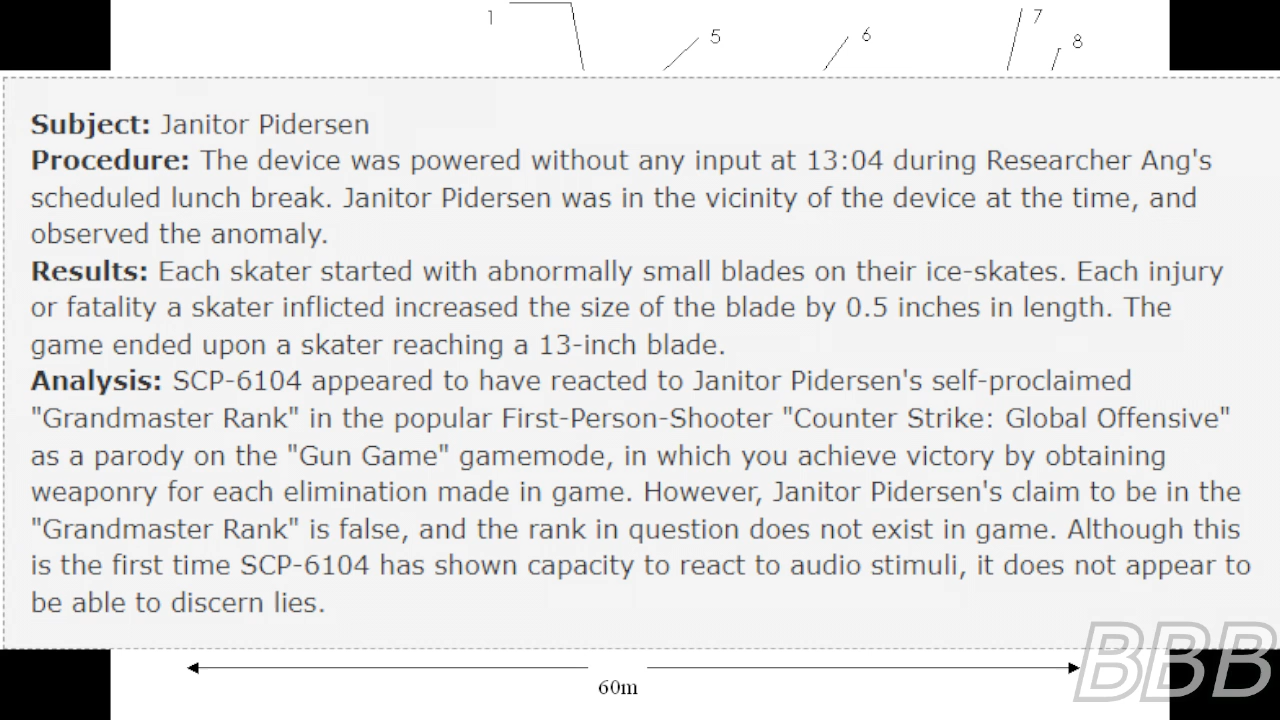 1
5
6
7
8
Subject: Janitor Pidersen
Procedure: The device was powered without any input at 13:04 during Researcher Ang's
scheduled lunch break. Janitor Pidersen was in the vicinity of the device at the time, and
observed the anomaly.
Results: Each skater started with abnormally small blades on their ice-skates. Each injury
or fatality a skater inflicted increased the size of the blade by 0.5 inches in length. The
game ended upon a skater reaching a 13-inch blade.
Analysis: SCP-6104 appeared to have reacted to Janitor Pidersen's self-proclaimed
"Grandmaster Rank" in the popular First-Person-Shooter "Counter Strike: Global Offensive"
as a parody on the "Gun Game" gamemode, in which you achieve victory by obtaining
weaponry for each elimination made in game. However, Janitor Pidersen's claim to be in the
"Grandmaster Rank" is false, and the rank in question does not exist in game. Although this
is the first time SCP-6104 has shown capacity to react to audio stimuli, it does not appear to
be able to discern lies.
60m
BBB